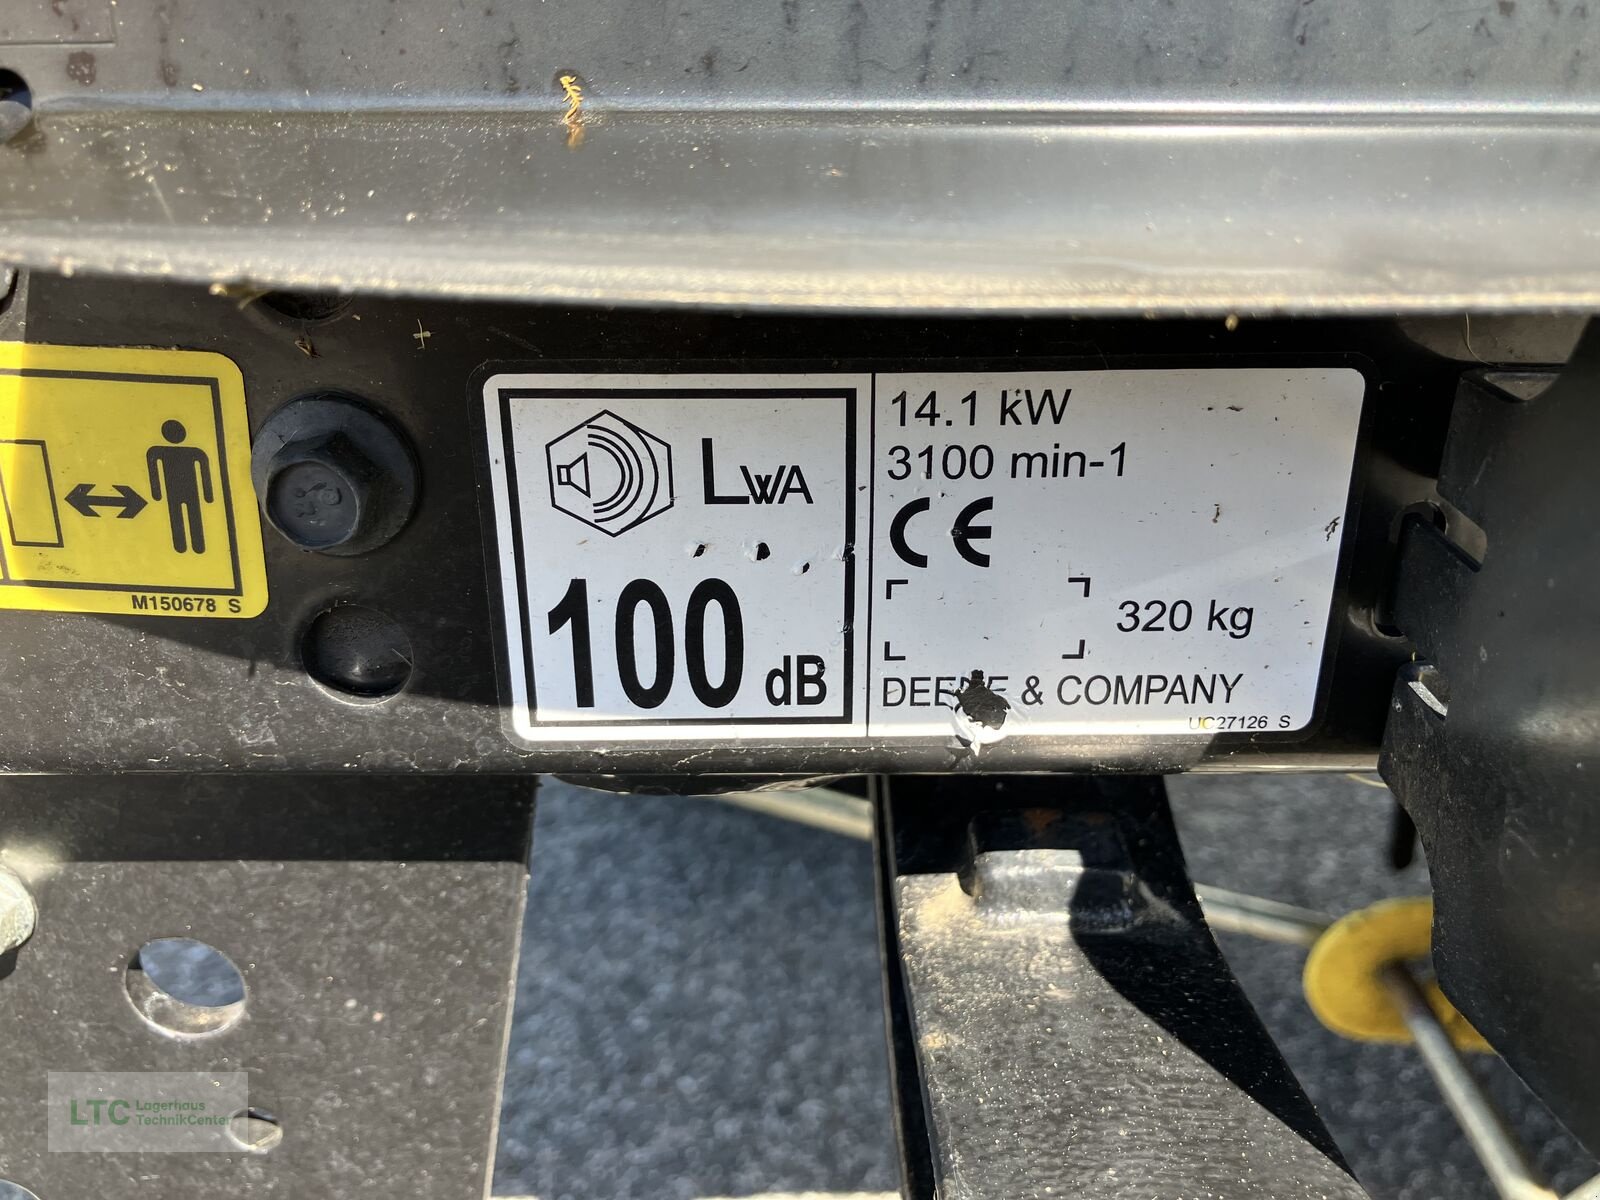 M150678 S
LWA
100 dB
14.1 kW
3100 min-1
CE
320 kg
DEERE & COMPANY
UC27126 S
LTC Lagerhaus
TechnikCenter